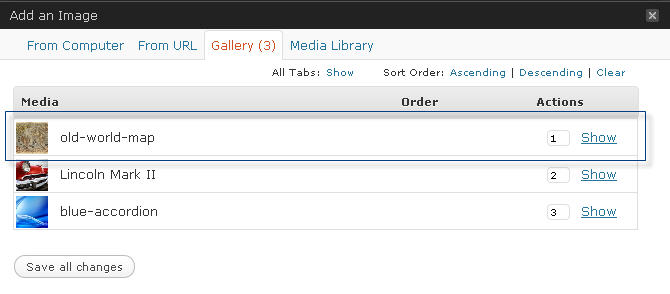 Add an Image
From Computer From URL Gallery (3) Media Library
All Tabs: Show Sort Order: Ascending | Descending | Clear
Media Order Actions
old-world-map 1 Show
Lincoln Mark II 2 Show
blue-accordion 3 Show
Save all changes